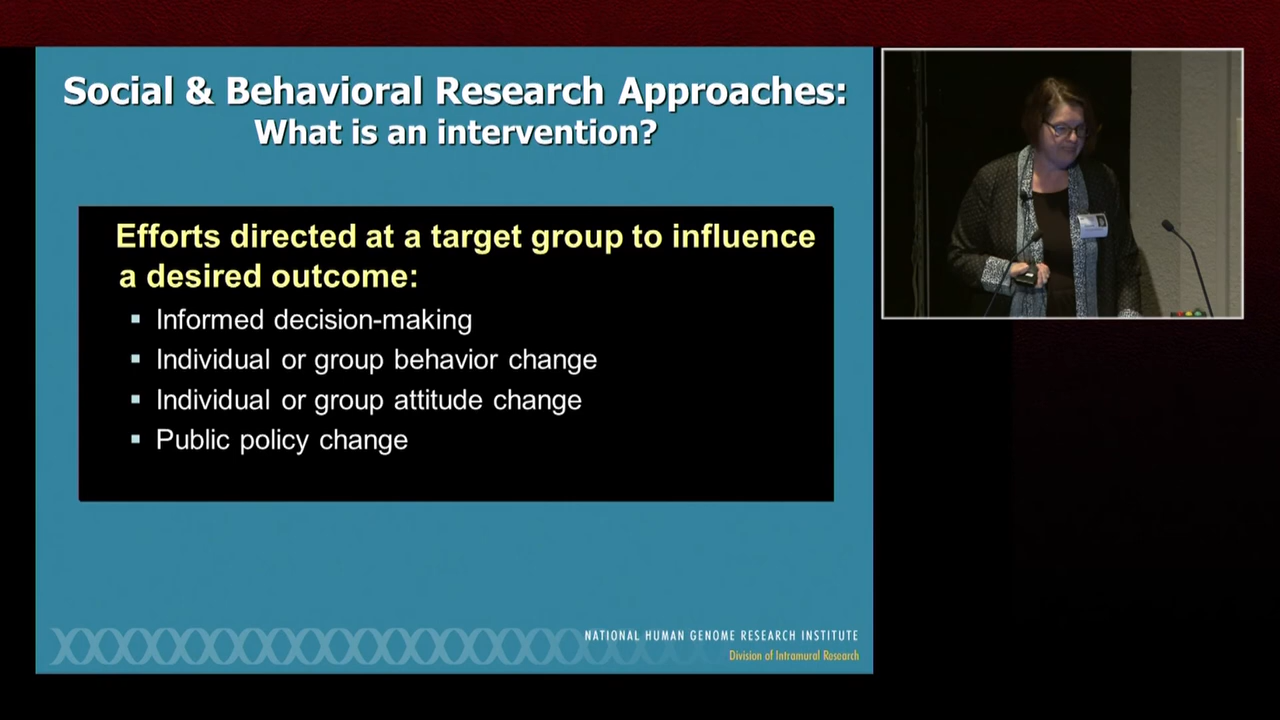 Social & Behavioral Research Approaches:
What is an intervention?
Efforts directed at a target group to influence
a desired outcome:
▪ Informed decision-making
▪ Individual or group behavior change
▪ Individual or group attitude change
▪ Public policy change
NATIONAL HUMAN GENOME RESEARCH INSTITUTE
Division of Intramural Research